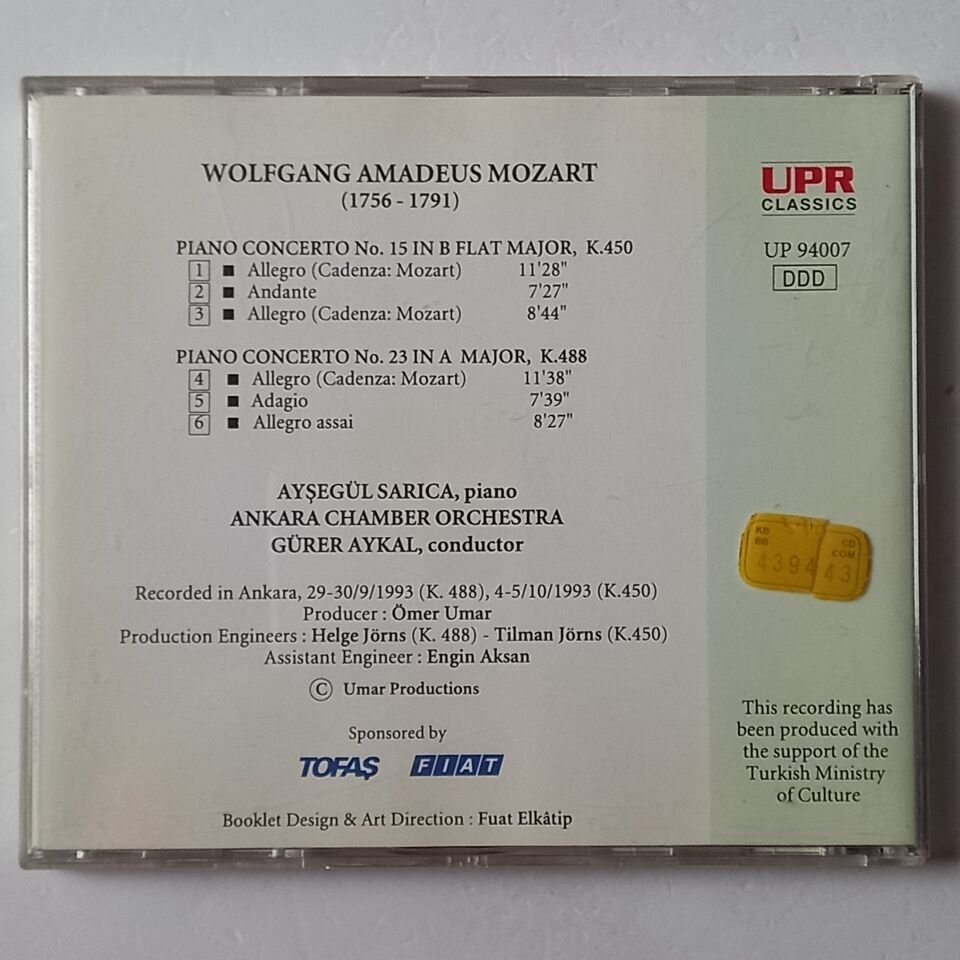 WOLFGANG AMADEUS MOZART
(1756 - 1791)
PIANO CONCERTO No. 15 IN B FLAT MAJOR, K.450
1 ■ Allegro (Cadenza: Mozart) 11'28"
2 ■ Andante 7'27"
3 ■ Allegro (Cadenza: Mozart) 8'44"
PIANO CONCERTO No. 23 IN A MAJOR, K.488
4 ■ Allegro (Cadenza: Mozart) 11'38"
5 ■ Adagio 7'39"
6 ■ Allegro assai 8'27"
AYŞEGÜL SARICA, piano
ANKARA CHAMBER ORCHESTRA
GÜRER AYKAL, conductor
Recorded in Ankara, 29-30/9/1993 (K. 488), 4-5/10/1993 (K.450)
Producer : Ömer Umar
Production Engineers : Helge Jörns (K. 488) - Tilman Jörns (K.450)
Assistant Engineer : Engin Aksan
© Umar Productions
Sponsored by
TOFAŞ FIAT
Booklet Design & Art Direction : Fuat Elkâtip
UPR
CLASSICS
UP 94007
DDD
KB
BB
CD
COM
4394 43
This recording has
been produced with
the support of the
Turkish Ministry
of Culture